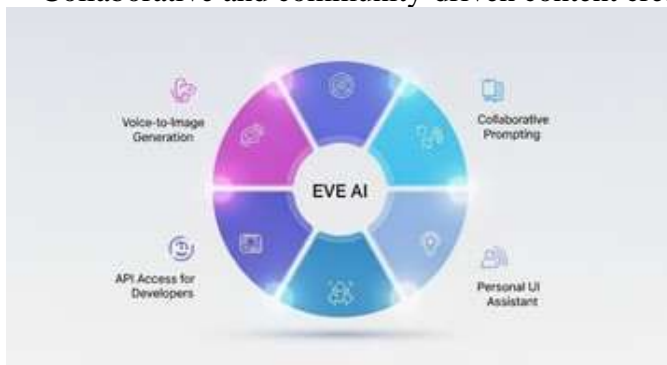 Collaborative and community-driven content cre
Voice-to-Image
Generation
Collaborative
Prompting
EVE AI
API Access for
Developers
Personal UI
Assistant